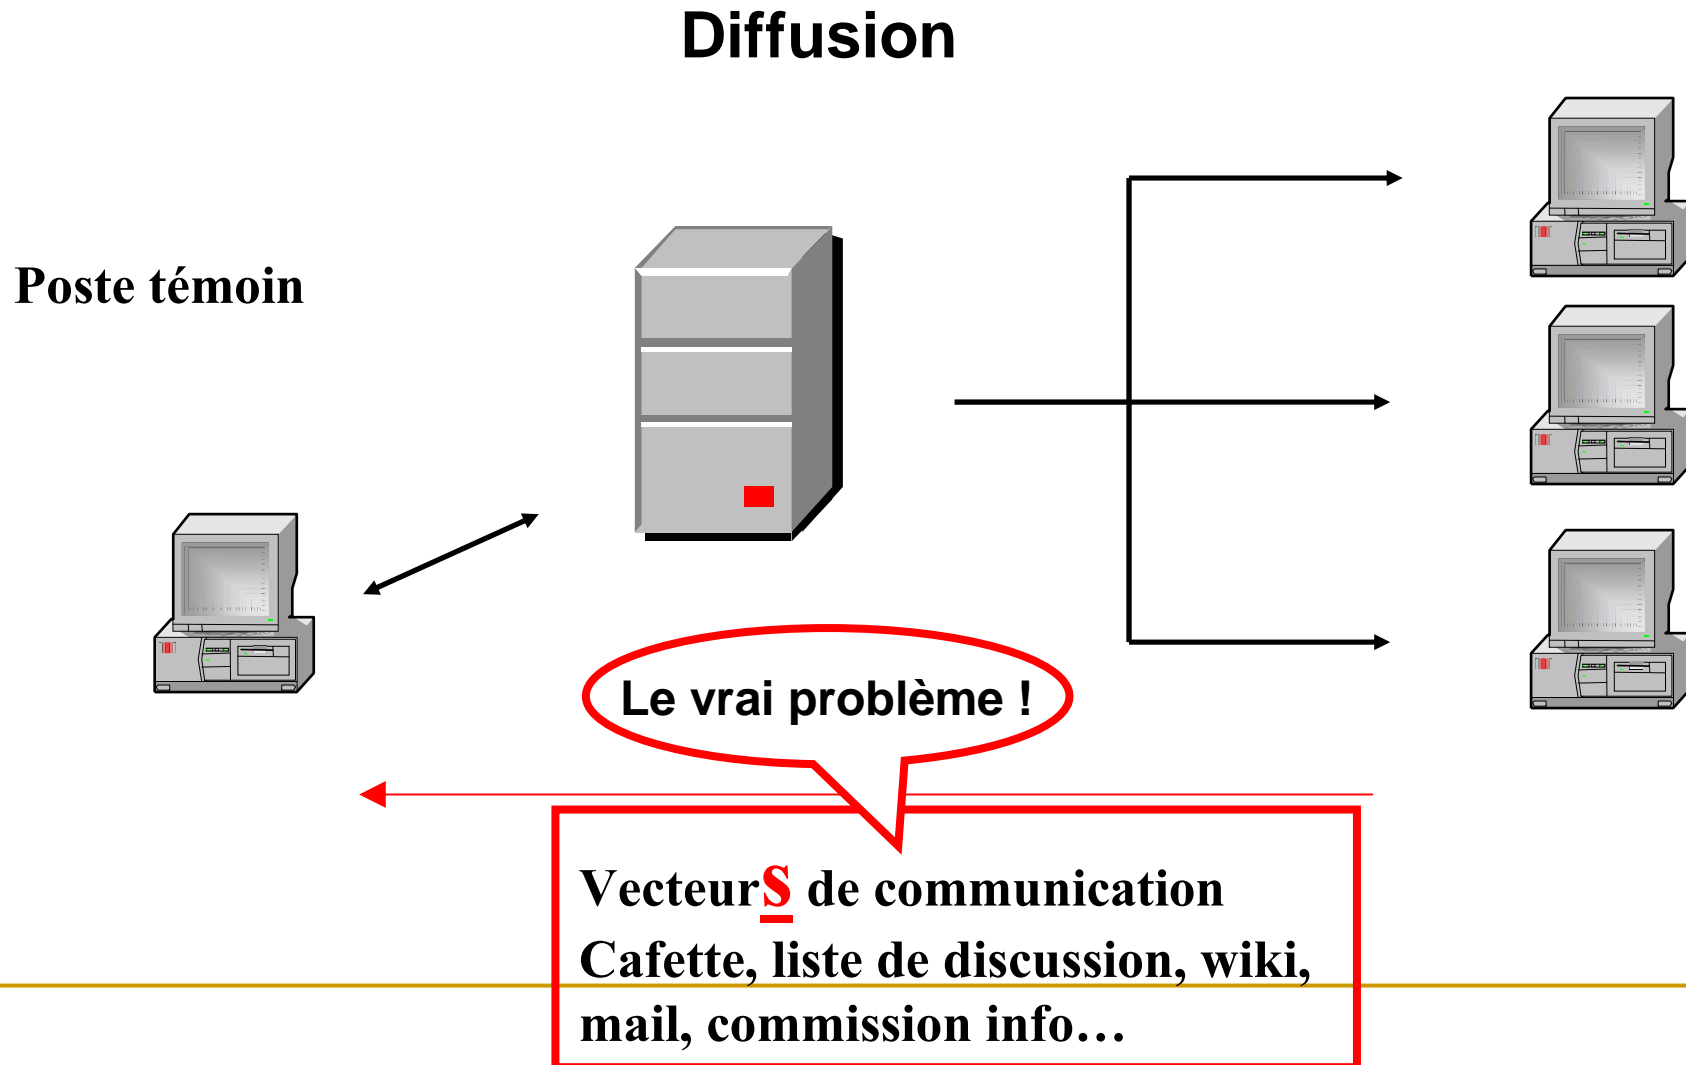 Diffusion
Poste témoin
Le vrai problème !
Vecteurs de communication
Cafette, liste de discussion, wiki,
mail, commission info…